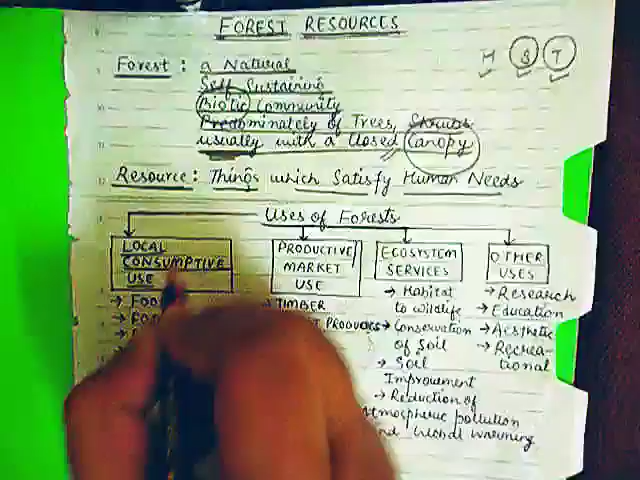 FOREST RESOURCES
H S T
Forest : a Natural
Self Sustaining
Biotic Community
Predominately of Trees, Shrubs
usually with a Closed Canopy
Resource: Things which Satisfy Human Needs
Uses of Forests
LOCAL
CONSUMPTIVE
USE
PRODUCTIVE/
MARKET
USE
→ TIMBER
PRODUCES
ECOSYSTEM
SERVICES
→ Habitat
to wildlife
→ Conservation
of Soil
→ Soil
Improvement
→ Reduction of
atmospheric pollution
and Global warming
OTHER
USES
→ Research
→ Education
→ Aesthetic
→ Recrea-
tional